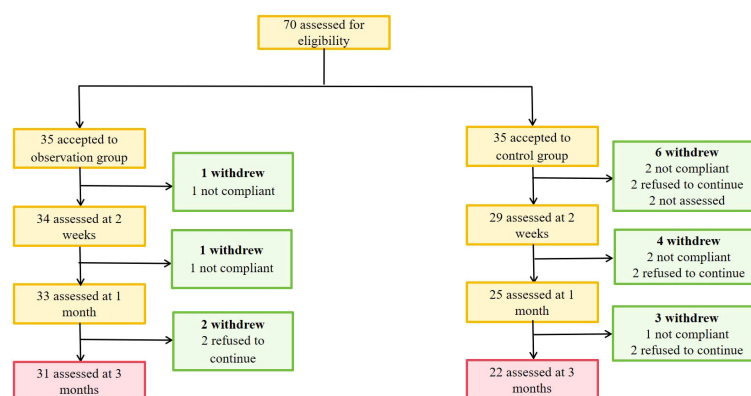 70 assessed for
eligibility
35 accepted to
observation group
1 withdrew
1 not compliant
34 assessed at 2
weeks
1 withdrew
1 not compliant
33 assessed at 1
month
2 withdrew
2 refused to
continue
31 assessed at 3
months
35 accepted to
control group
6 withdrew
2 not compliant
2 refused to continue
2 not assessed
29 assessed at 2
weeks
4 withdrew
2 not compliant
2 refused to continue
25 assessed at 1
month
3 withdrew
1 not compliant
2 refused to continue
22 assessed at 3
months